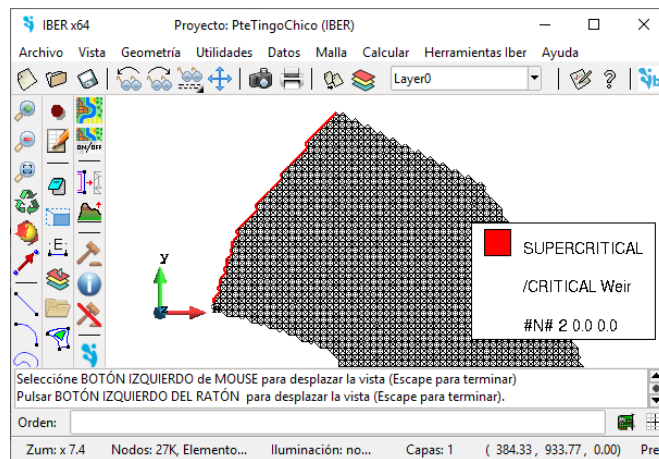 IBER x64
Proyecto: PteTingoChico (IBER)
Archivo Vista Geometría Utilidades Datos Malla Calcular Herramientas Iber Ayuda
Layer0
ON/OFF
E
y
z
SUPERCRITICAL
/CRITICAL Weir
#N# 2 0.0 0.0
Seleccióne BOTÓN IZQUIERDO de MOUSE para desplazar la vista (Escape para terminar)
Pulsar BOTÓN IZQUIERDO DEL RATÓN para desplazar la vista (Escape para terminar).
Orden:
Zum: x 7.4 Nodos: 27K, Elemento... Iluminación: no... Capas: 1 ( 384.33 , 933.77 , 0.00) Pre